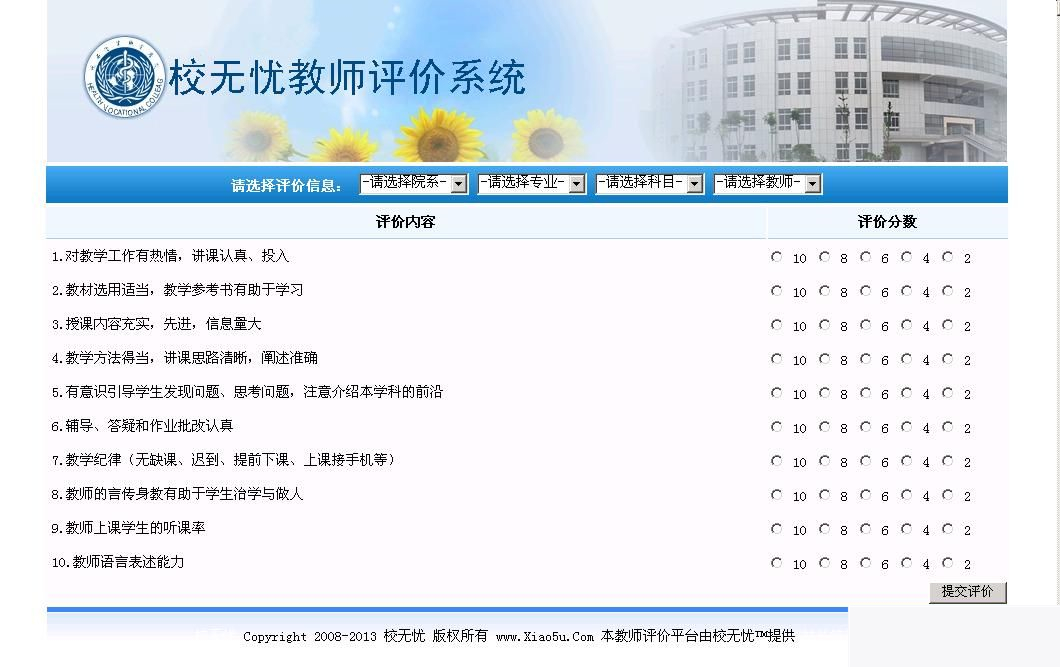 校无忧教师评价系统
请选择评价信息： -请选择院系- -请选择专业- -请选择科目- -请选择教师-
评价内容 评价分数
1.对教学工作有热情，讲课认真、投入 10 8 6 4 2
2.教材选用适当，教学参考书有助于学习 10 8 6 4 2
3.授课内容充实，先进，信息量大 10 8 6 4 2
4.教学方法得当，讲课思路清晰，阐述准确 10 8 6 4 2
5.有意识引导学生发现问题、思考问题，注意介绍本学科的前沿 10 8 6 4 2
6.辅导、答疑和作业批改认真 10 8 6 4 2
7.教学纪律（无缺课、迟到、提前下课、上课接手机等） 10 8 6 4 2
8.教师的言传身教有助于学生治学与做人 10 8 6 4 2
9.教师上课学生的听课率 10 8 6 4 2
10.教师语言表述能力 10 8 6 4 2
提交评价
Copyright 2008-2013 校无忧 版权所有 www.Xiao5u.Com 本教师评价平台由校无忧™提供